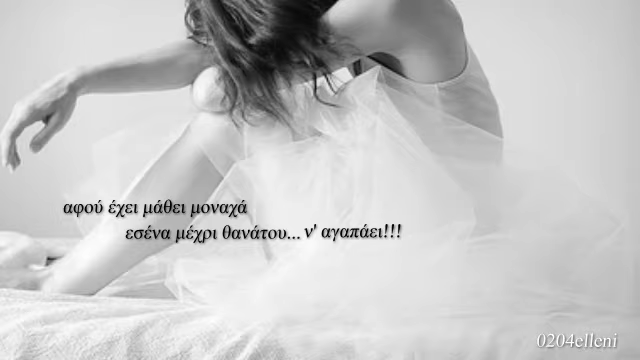 αφού έχει μάθει μοναχά
εσένα μέχρι θανάτου... ν' αγαπάει!!!
0204elleni